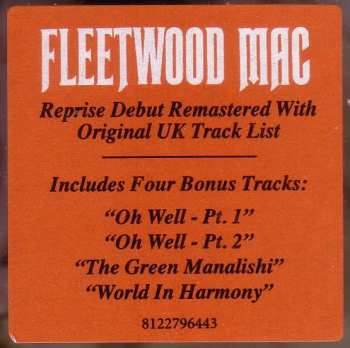 FLEETWOOD MAC
Reprise Debut Remastered With
Original UK Track List
Includes Four Bonus Tracks:
"Oh Well - Pt. 1"
"Oh Well - Pt. 2"
"The Green Manalishi"
"World In Harmony"
8122796443